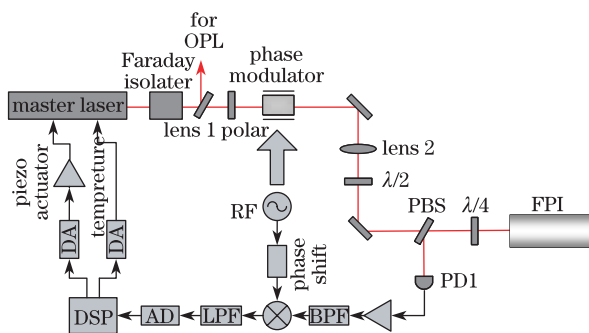 for
OPL
Faraday
isolater
phase
modulator
master laser
lens 1
polar
lens 2
λ/2
piezo
actuator
tempreture
RF
PBS
λ/4
FPI
DA
DA
phase
shift
PD1
DSP
AD
LPF
BPF